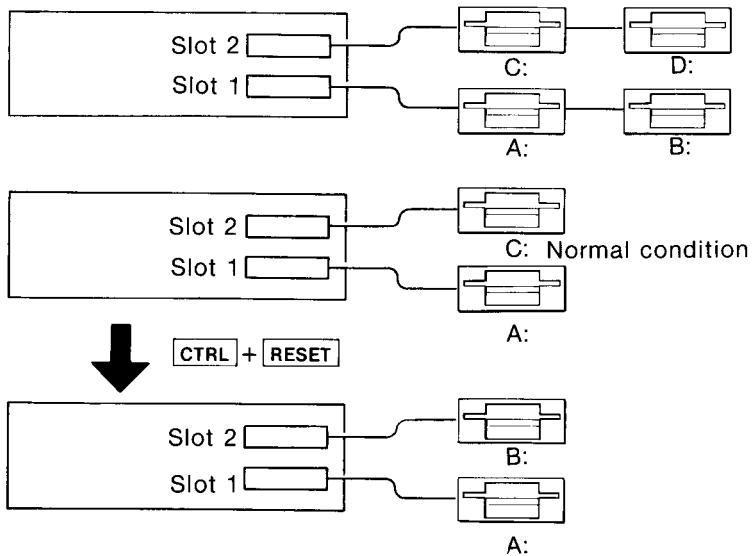 Slot 2
C: D:
Slot 1
A: B:
Slot 2
C: Normal condition
Slot 1
A:
CTRL + RESET
Slot 2
B:
Slot 1
A: